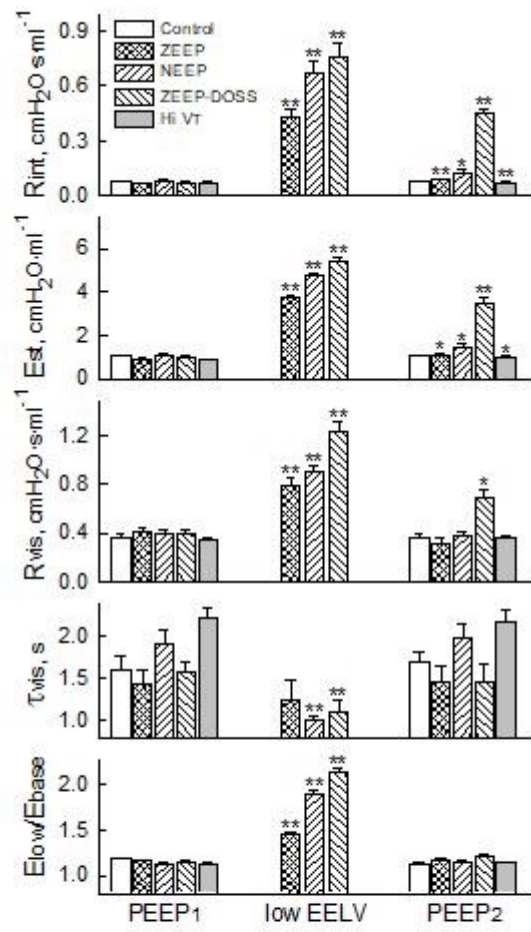 Control
ZEEP
NEEP
ZEEP-DOSS
Hi VT
Rint, cmH2O·s·ml-1
0.9
0.6
0.3
0.0
** ** **
** * ** **
Est, cmH2O·ml-1
6
4
2
0
** ** **
* * ** *
Rvis, cmH2O·s·ml-1
1.2
0.8
0.4
0.0
** ** **
*
τvis, s
2.0
1.5
1.0
** **
Elow/Ebase
2.0
1.5
1.0
** ** **
PEEP1 low EELV PEEP2